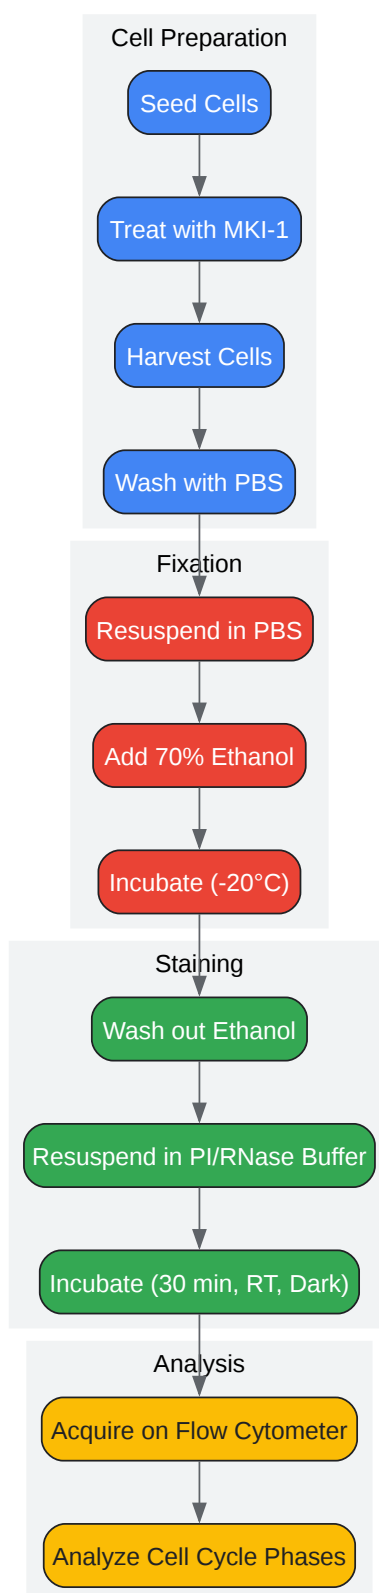 Cell Preparation
Seed Cells
Treat with MKI-1
Harvest Cells
Wash with PBS
Fixation
Resuspend in PBS
Add 70% Ethanol
Incubate (-20°C)
Staining
Wash out Ethanol
Resuspend in PI/RNase Buffer
Incubate (30 min, RT, Dark)
Analysis
Acquire on Flow Cytometer
Analyze Cell Cycle Phases